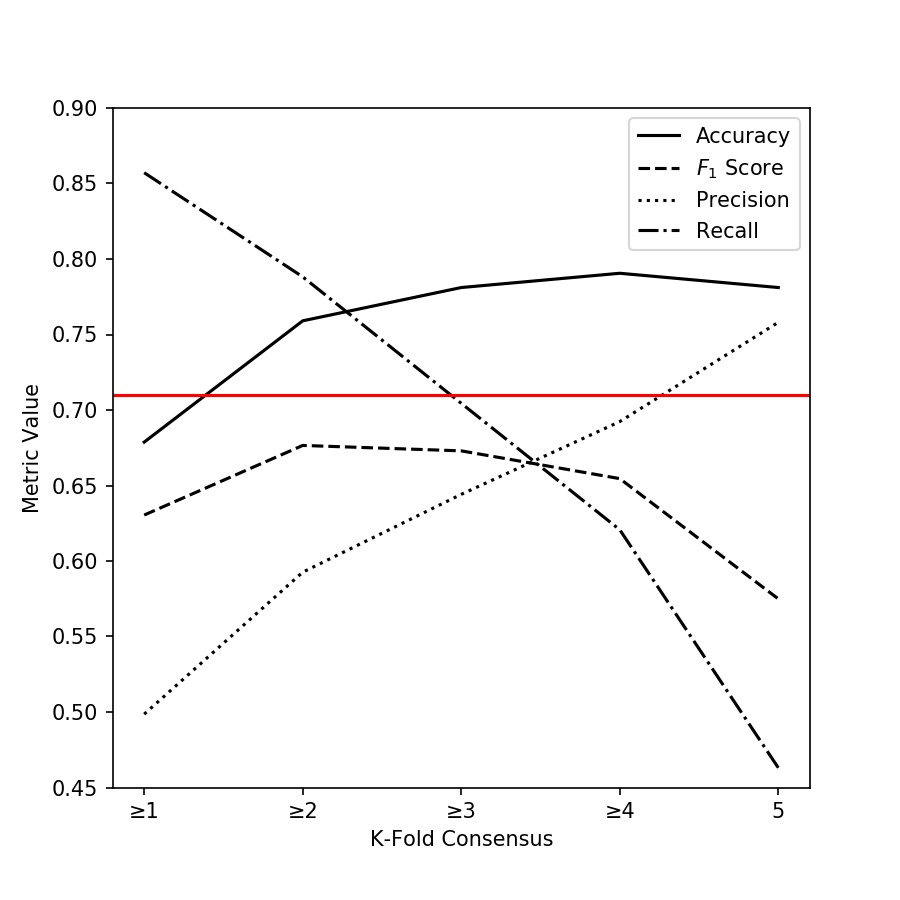 0.90
0.85
0.80
0.75
0.70
0.65
0.60
0.55
0.50
0.45
Metric Value
Accuracy
F₁ Score
Precision
Recall
≥1 ≥2 ≥3 ≥4 5
K-Fold Consensus